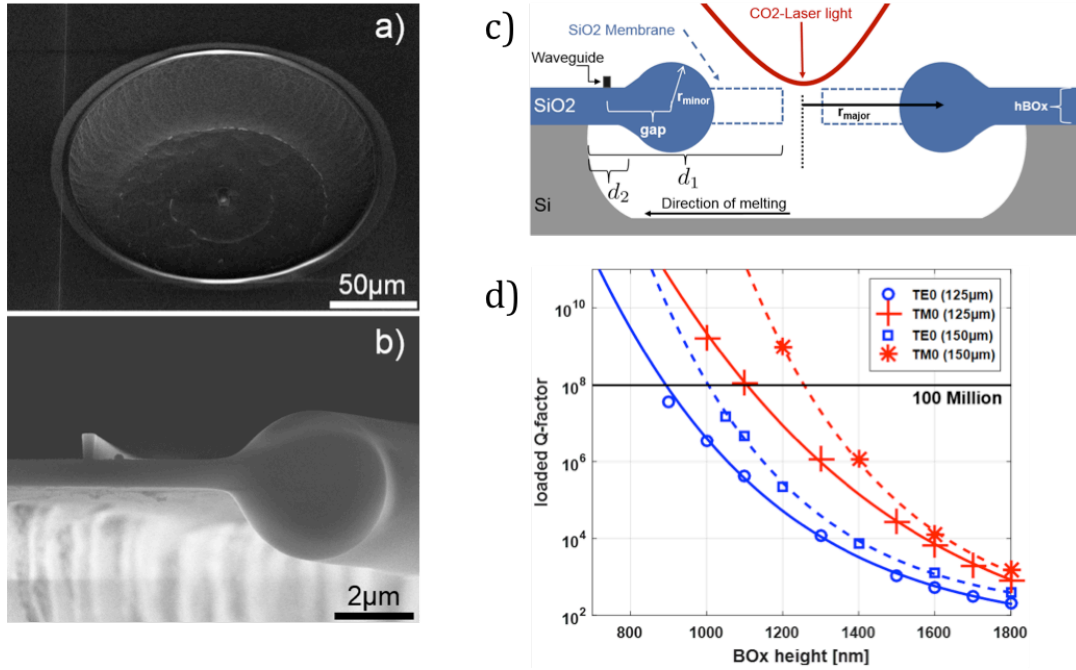 a)
50μm
b)
2μm
c)
CO2-Laser light
SiO2 Membrane
Waveguide
SiO2
r minor
gap
r major
hBOx
d1
d2
Si
Direction of melting
d)
TE0 (125μm)
TM0 (125μm)
TE0 (150μm)
TM0 (150μm)
100 Million
10^10
10^8
10^6
10^4
10^2
loaded Q-factor
800 1000 1200 1400 1600 1800
BOx height [nm]